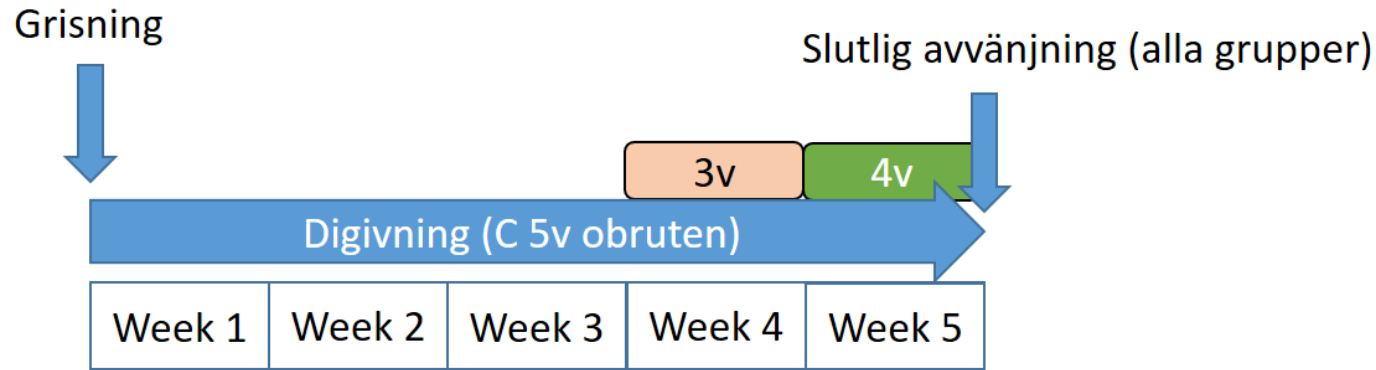 Grisning
Slutlig avvänjning (alla grupper)
3v
4v
Digivning (C 5v obruten)
Week 1
Week 2
Week 3
Week 4
Week 5